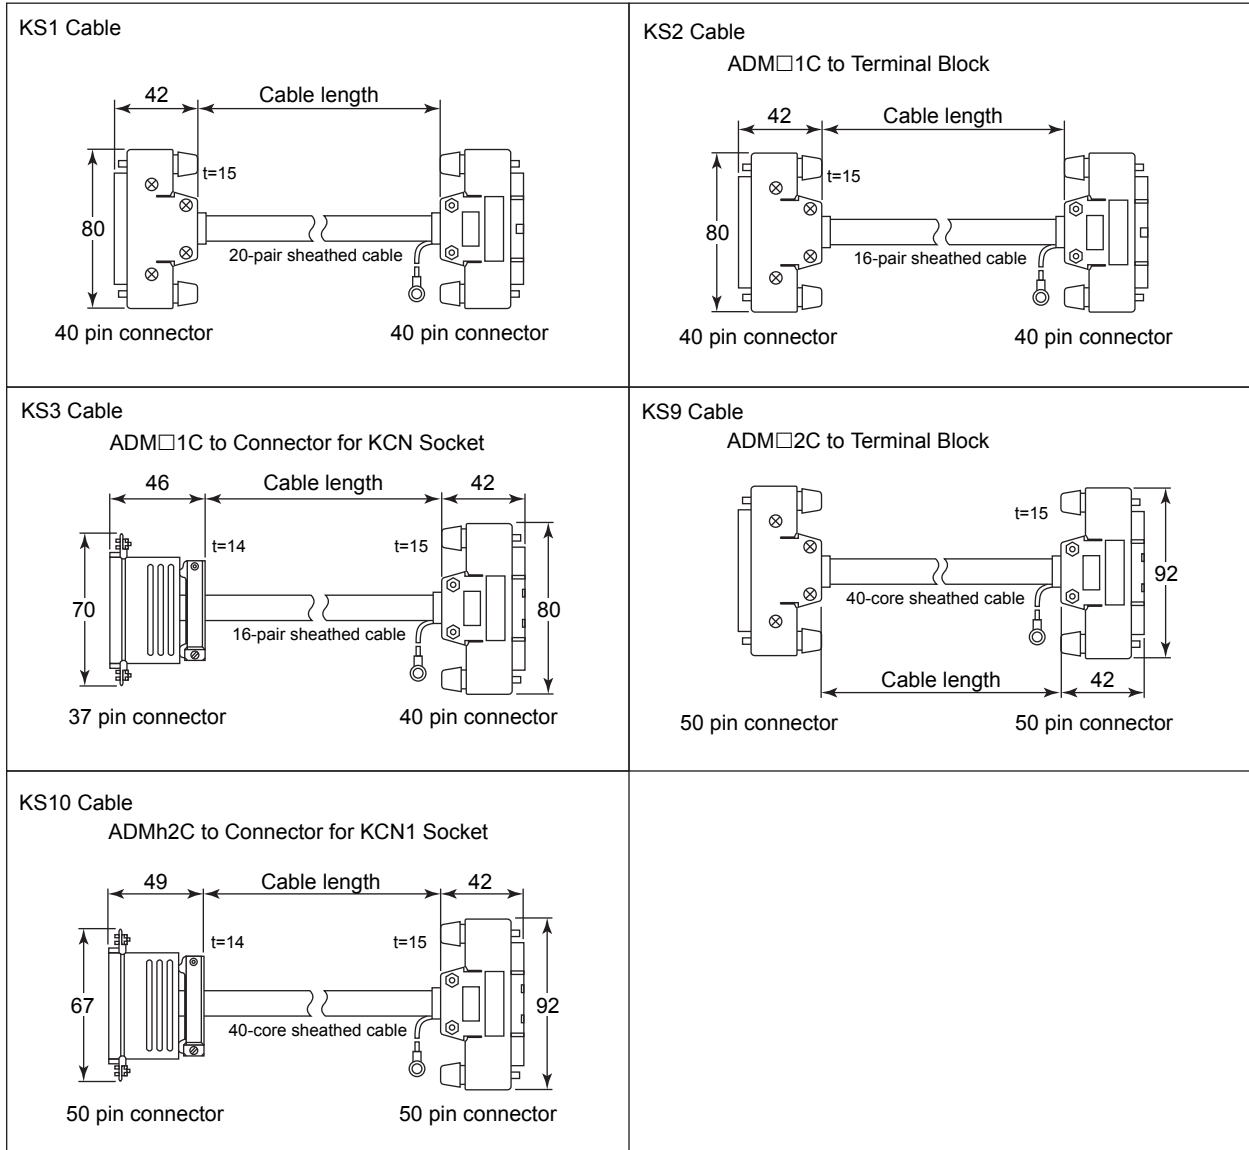 KS1 Cable
42
Cable length
t=15
80
20-pair sheathed cable
40 pin connector
40 pin connector
KS2 Cable
ADM□1C to Terminal Block
42
Cable length
t=15
80
16-pair sheathed cable
40 pin connector
40 pin connector
KS3 Cable
ADM□1C to Connector for KCN Socket
46
Cable length
42
t=14
t=15
70
80
16-pair sheathed cable
37 pin connector
40 pin connector
KS9 Cable
ADM□2C to Terminal Block
t=15
92
40-core sheathed cable
Cable length
42
50 pin connector
50 pin connector
KS10 Cable
ADMh2C to Connector for KCN1 Socket
49
Cable length
42
t=14
t=15
67
92
40-core sheathed cable
50 pin connector
50 pin connector